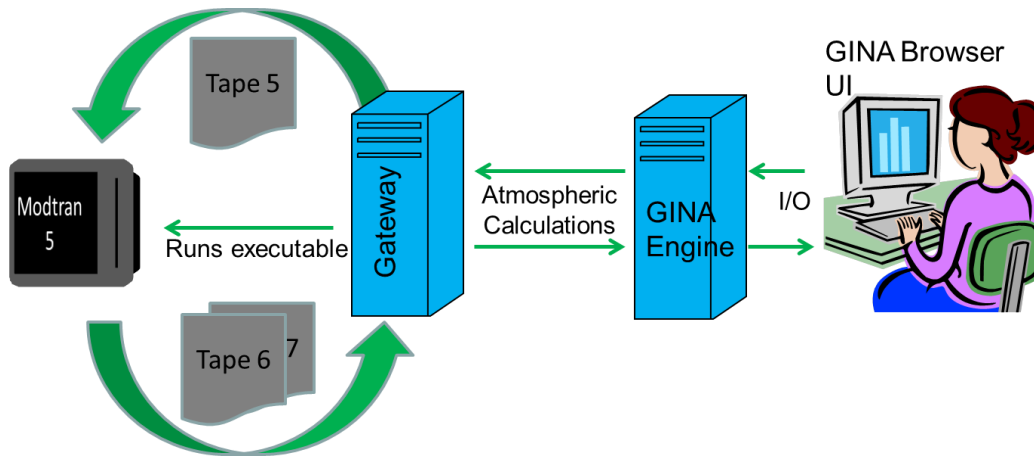 Tape 5
GINA Browser
UI
Modtran
5
Runs executable
Gateway
Atmospheric
Calculations
GINA
Engine
I/O
Tape 6
7